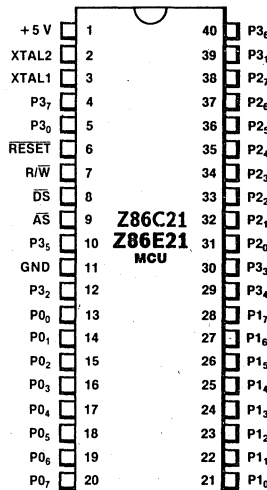 +5 V 1 40 P3₆
XTAL2 2 39 P3₁
XTAL1 3 38 P2₇
P3₇ 4 37 P2₆
P3₀ 5 36 P2₅
RESET 6 35 P2₄
R/W 7 34 P2₃
DS 8 33 P2₂
AS 9 Z86C21 32 P2₁
P3₅ 10 Z86E21 31 P2₀
GND 11 MCU 30 P3₃
P3₂ 12 29 P3₄
P0₀ 13 28 P1₇
P0₁ 14 27 P1₆
P0₂ 15 26 P1₅
P0₃ 16 25 P1₄
P0₄ 17 24 P1₃
P0₅ 18 23 P1₂
P0₆ 19 22 P1₁
P0₇ 20 21 P1₀